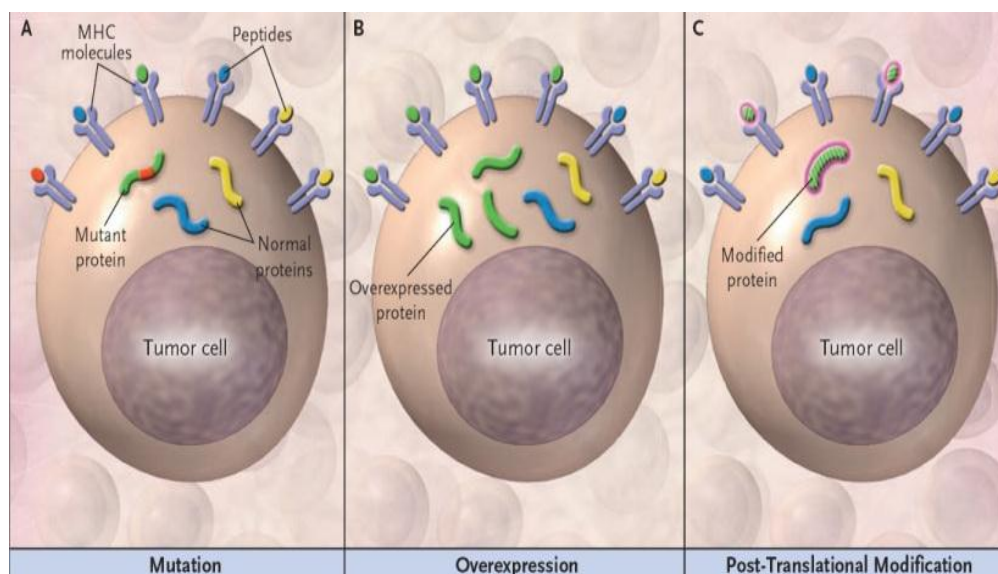 A
MHC
molecules
Peptides
Mutant
protein
Normal
proteins
Tumor cell
Mutation
B
Overexpressed
protein
Tumor cell
Overexpression
C
Modified
protein
Tumor cell
Post-Translational Modification